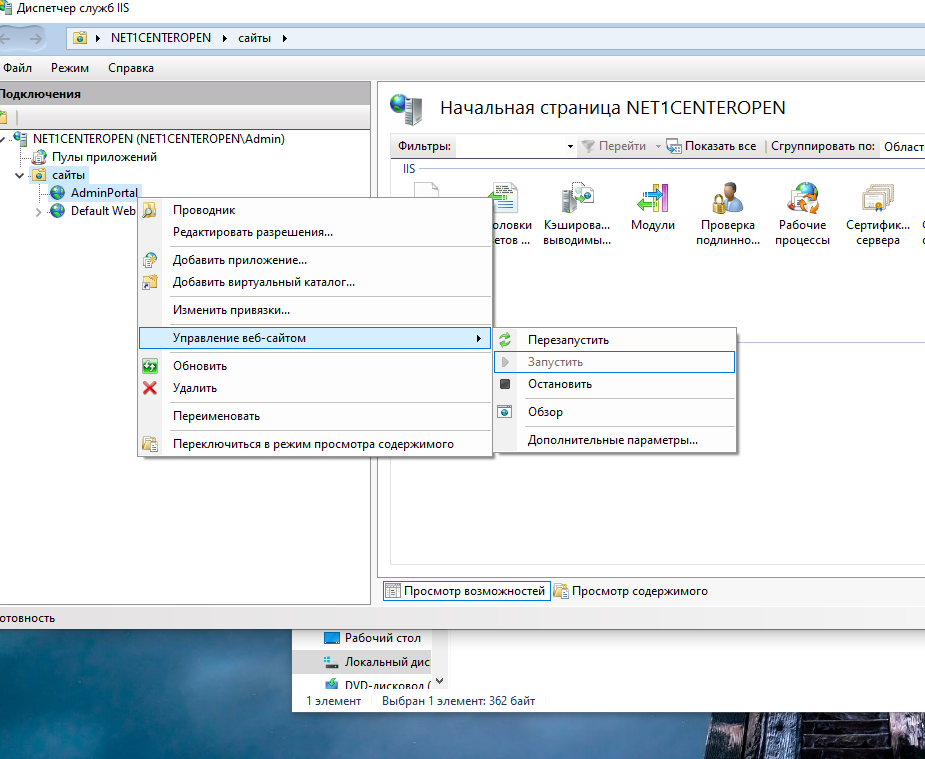 Диспетчер служб IIS
NET1CENTEROPEN
сайты
Файл Режим Справка
Подключения
NET1CENTEROPEN (NET1CENTEROPEN\Admin)
Пулы приложений
сайты
AdminPortal
Default Web
Проводник
Редактировать разрешения...
Добавить приложение...
Добавить виртуальный каталог...
Изменить привязки...
Управление веб-сайтом
Обновить
Удалить
Переименовать
Переключиться в режим просмотра содержимого
Перезапустить
Запустить
Остановить
Обзор
Дополнительные параметры...
Начальная страница NET1CENTEROPEN
Фильтры: Перейти Показать все Сгруппировать по: Област
IIS
оловки
етов ...
Кэширова...
выводимы...
Модули
Проверка
подлинно...
Рабочие
процессы
Сертифик...
сервера
Просмотр возможностей Просмотр содержимого
отовность
Рабочий стол
Локальный дис
DVD-дисковод (
1 элемент Выбран 1 элемент: 362 байт